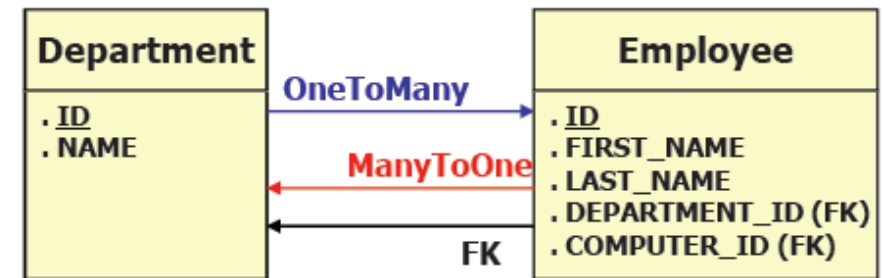 Department
. ID
. NAME
OneToMany
ManyToOne
FK
Employee
. ID
. FIRST_NAME
. LAST_NAME
. DEPARTMENT_ID (FK)
. COMPUTER_ID (FK)